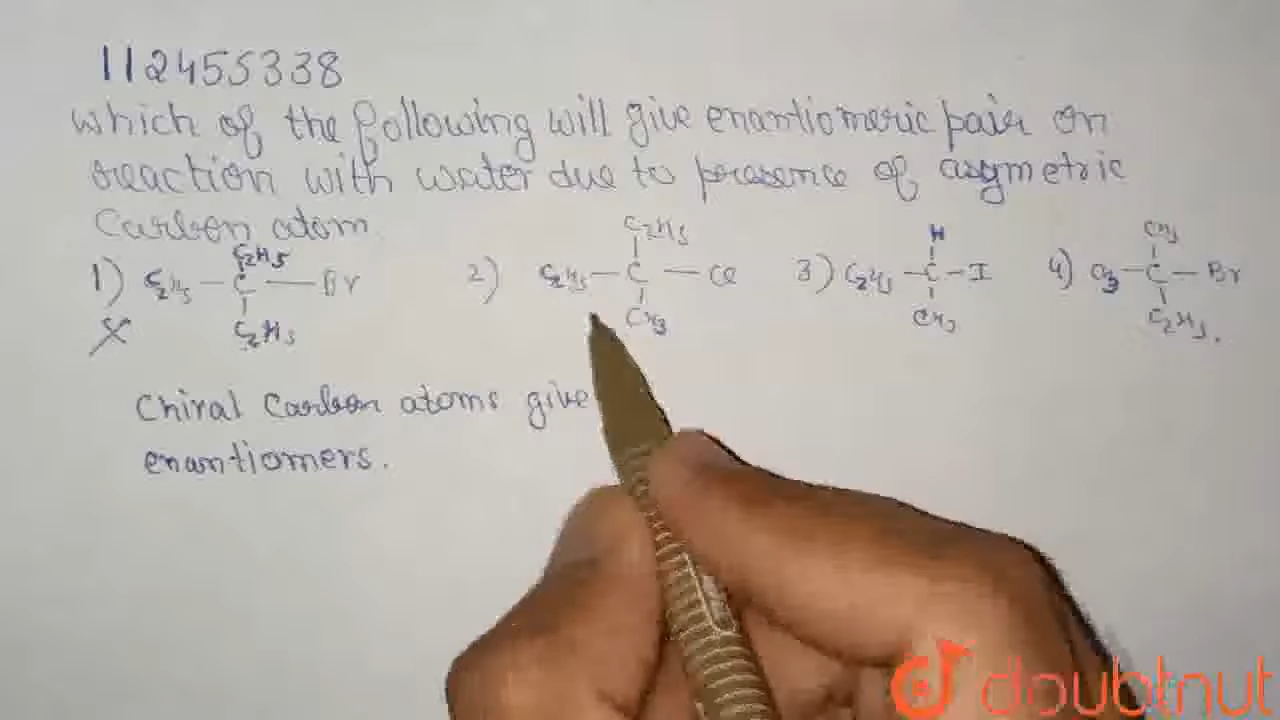 112455338
which of the following will give enantiomeric pair on
reaction with water due to presence of asymetric
Carbon atom.
1) C2H5 - C - Br
C2H5
C2H5
X
2) C2H5 - C - Cl
C2H5
CH3
3) C2H5 - C - I
H
CH3
4) CH3 - C - Br
CH3
C2H5.
Chiral Carbon atoms give
enantiomers.
doubtnut